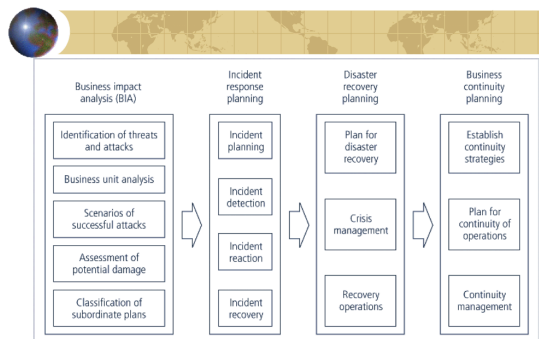 Business impact
analysis (BIA)
Identification of threats
and attacks
Business unit analysis
Scenarios of
successful attacks
Assessment of
potential damage
Classification of
subordinate plans
Incident
response
planning
Incident
planning
Incident
detection
Incident
reaction
Incident
recovery
Disaster
recovery
planning
Plan for
disaster
recovery
Crisis
management
Recovery
operations
Business
continuity
planning
Establish
continuity
strategies
Plan for
continuity of
operations
Continuity
management